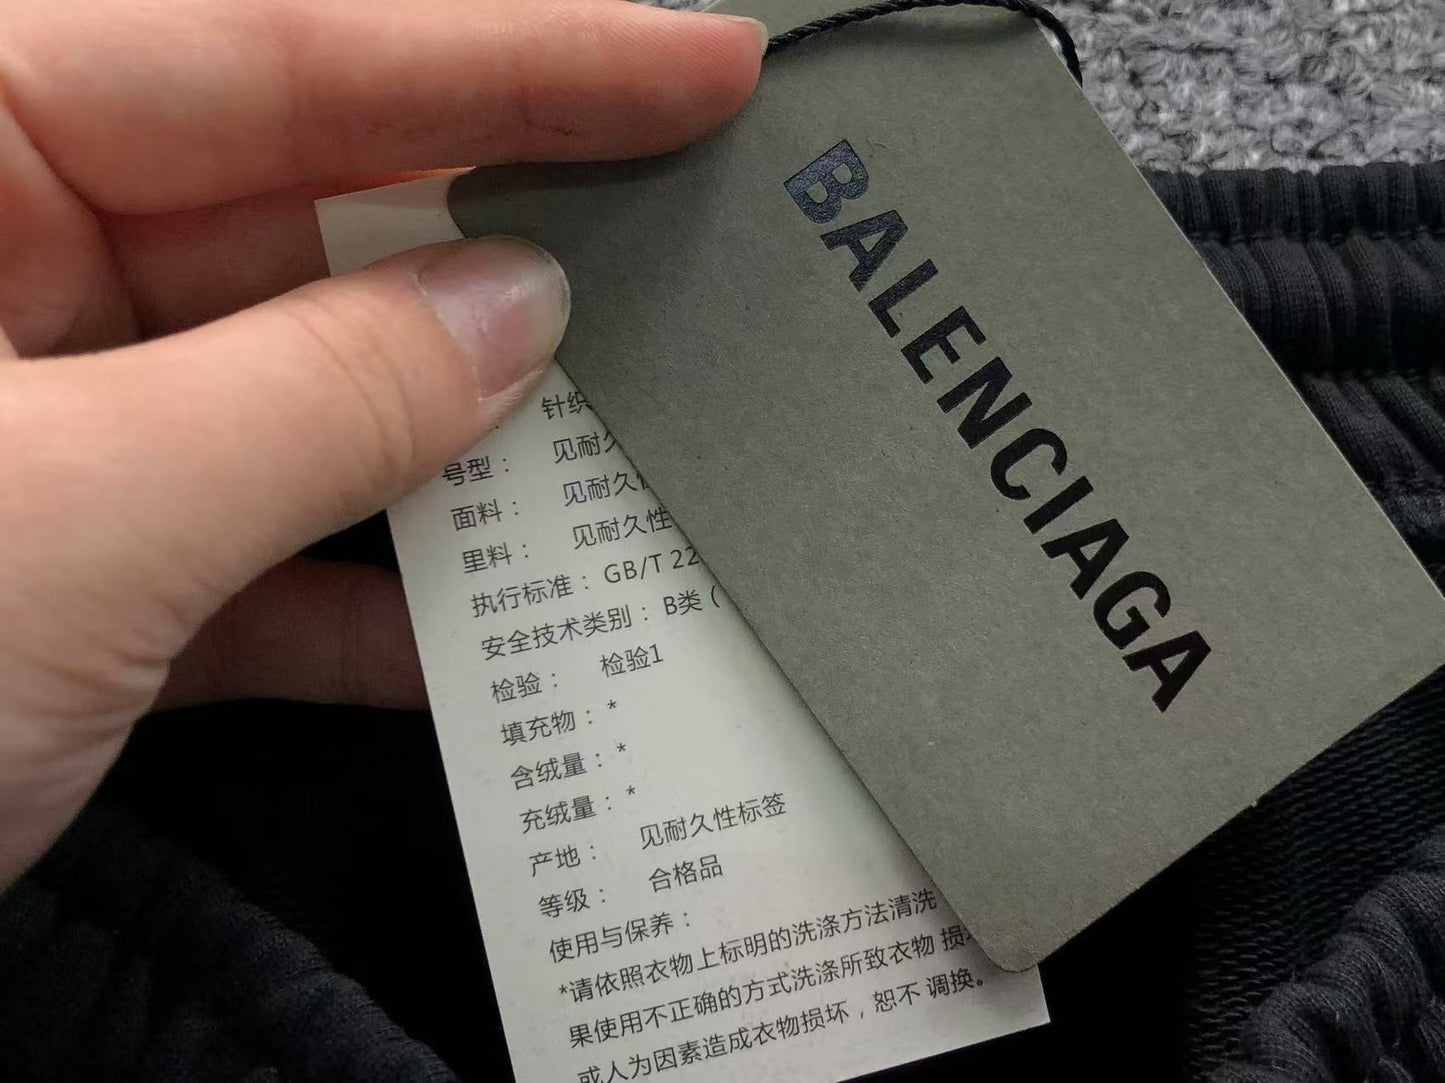 BALENCIAGA
针织
号型： 见耐久
面料： 见耐久
里料： 见耐久性
执行标准：GB/T 22
安全技术类别：B类（
检验： 检验1
填充物：*
含绒量：*
充绒量：*
产地： 见耐久性标签
等级： 合格品
使用与保养：
*请依照衣物上标明的洗涤方法清洗
果使用不正确的方式洗涤所致衣物 损
或人为因素造成衣物损坏，恕不 调换。